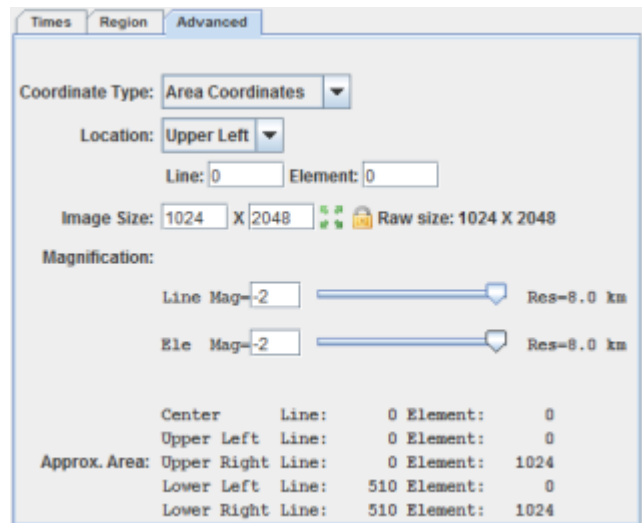 Times Region Advanced
Coordinate Type: Area Coordinates
Location: Upper Left
Line: 0 Element: 0
Image Size: 1024 X 2048 Raw size: 1024 X 2048
Magnification:
Line Mag=-2 Res=8.0 km
Ele Mag=-2 Res=8.0 km
Center Line: 0 Element: 0
Upper Left Line: 0 Element: 0
Approx. Area: Upper Right Line: 0 Element: 1024
Lower Left Line: 510 Element: 0
Lower Right Line: 510 Element: 1024